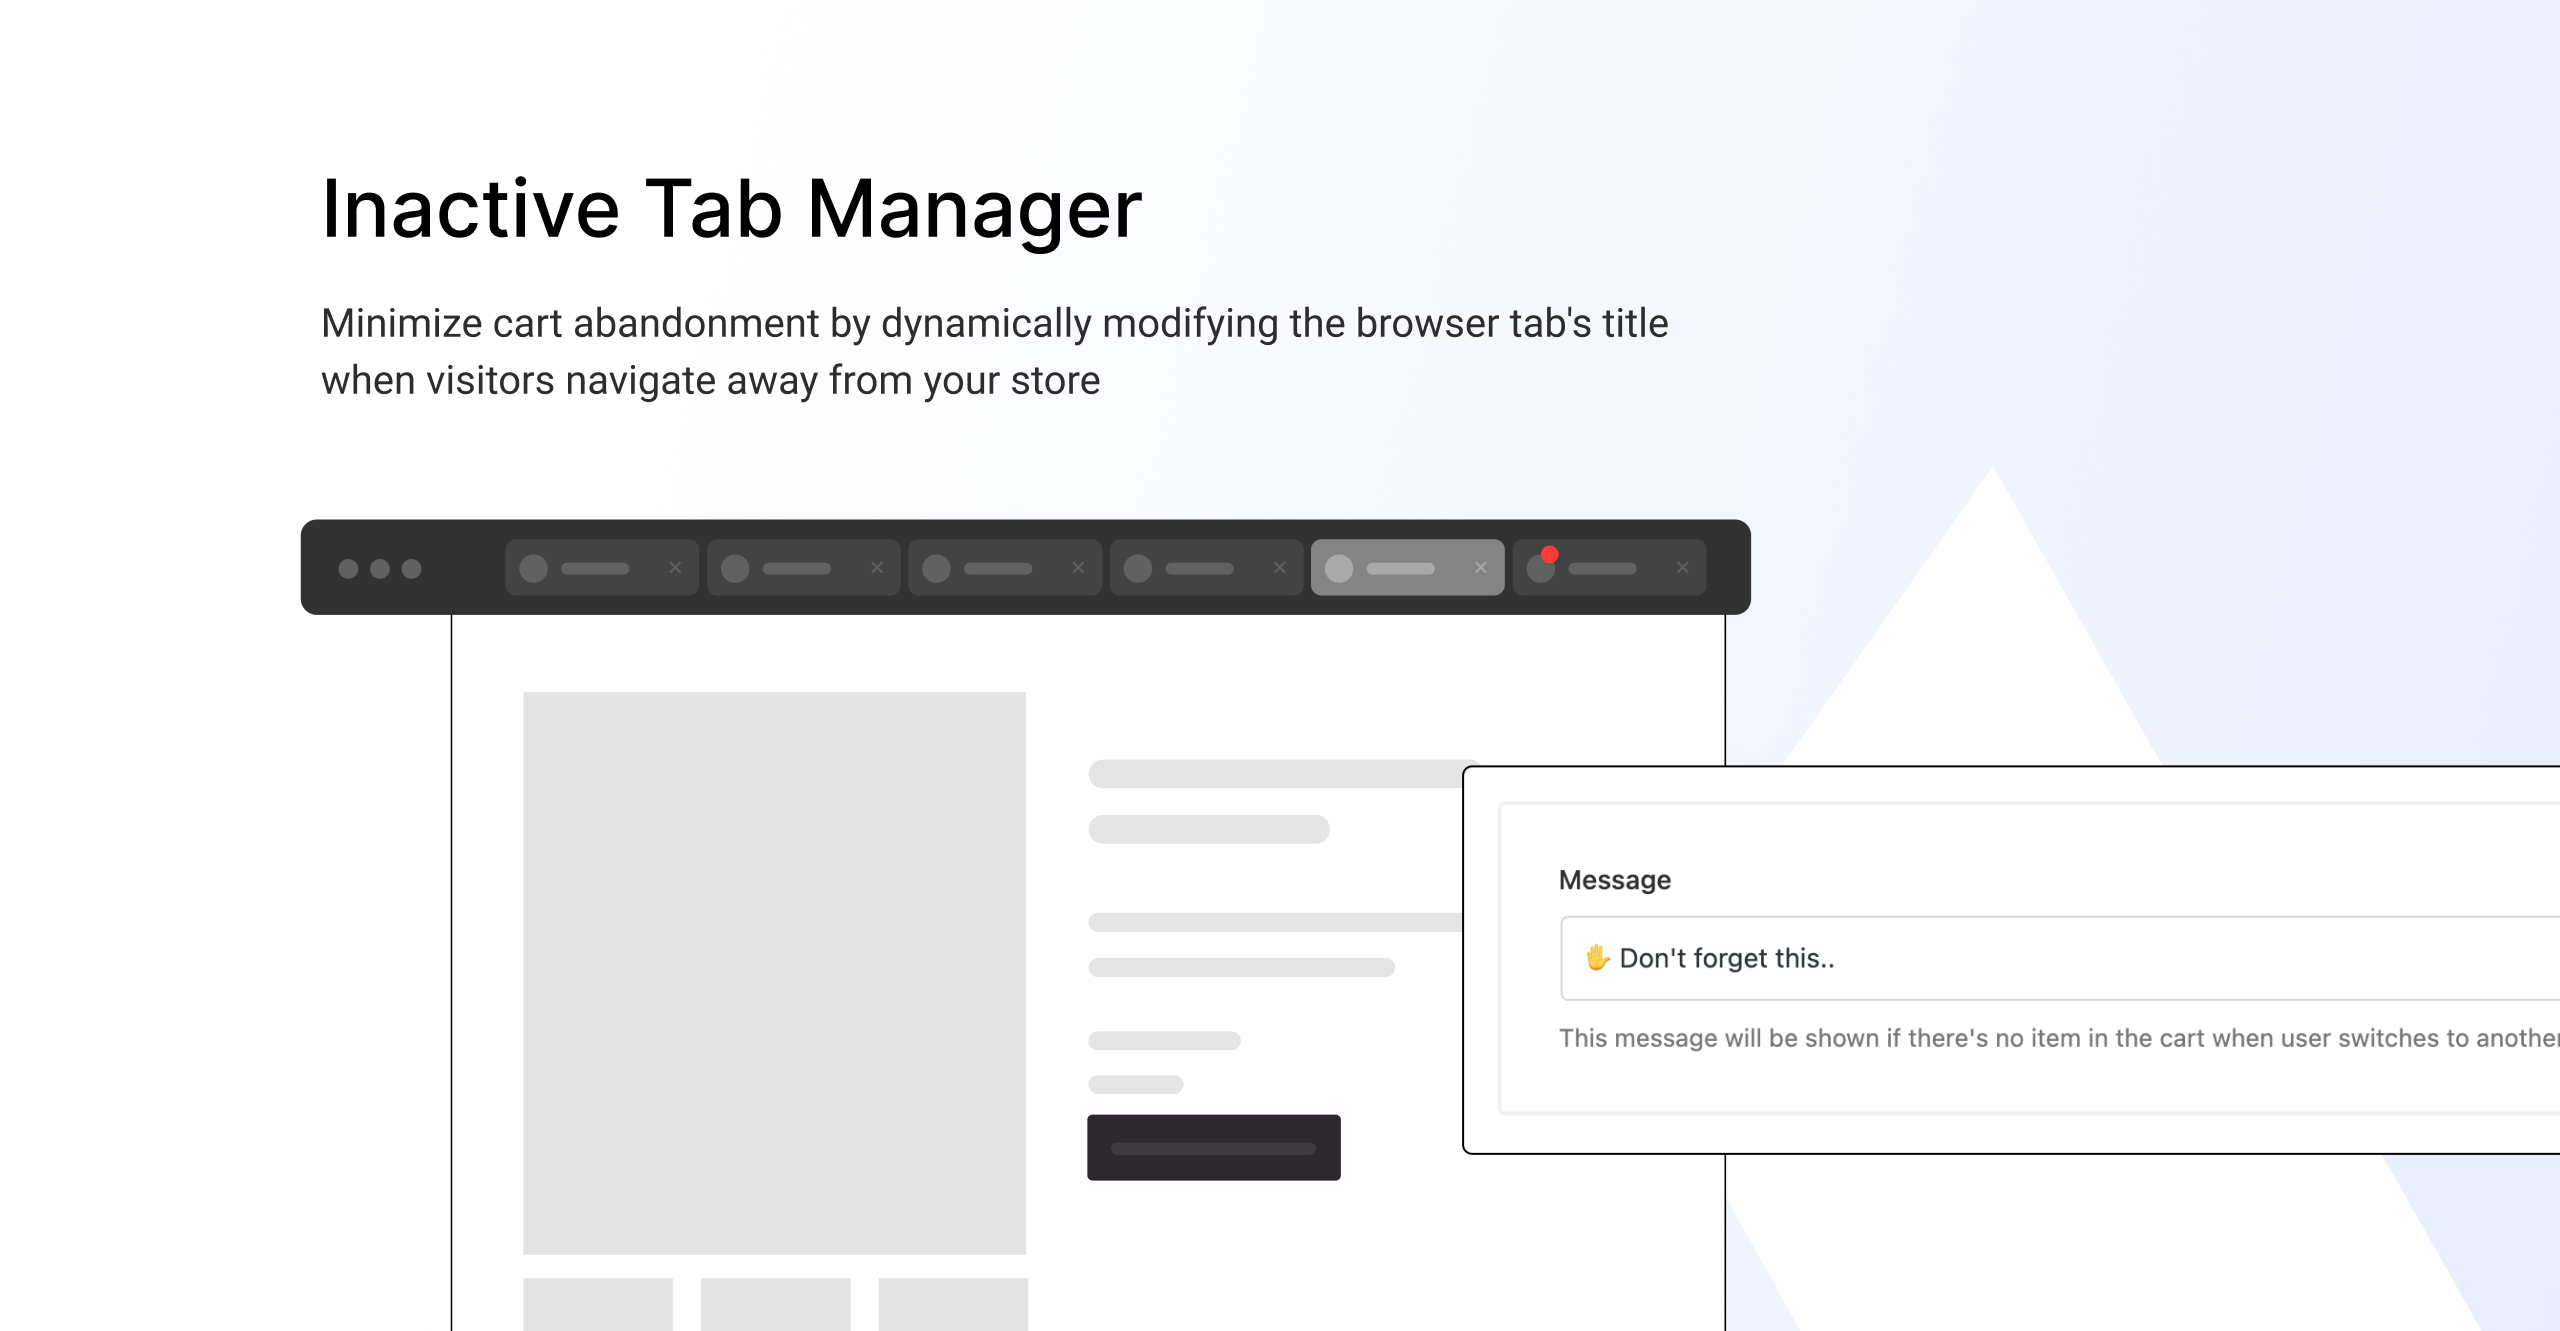 Inactive Tab Manager
Minimize cart abandonment by dynamically modifying the browser tab's title
when visitors navigate away from your store
Message
🖐 Don't forget this..
This message will be shown if there's no item in the cart when user switches to another